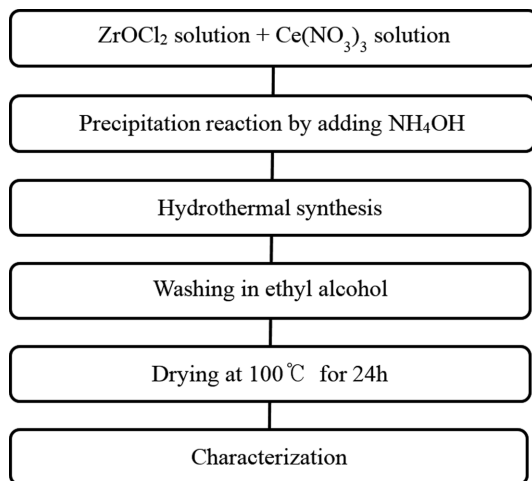 ZrOCl₂ solution + Ce(NO₃)₃ solution
Precipitation reaction by adding NH₄OH
Hydrothermal synthesis
Washing in ethyl alcohol
Drying at 100℃ for 24h
Characterization